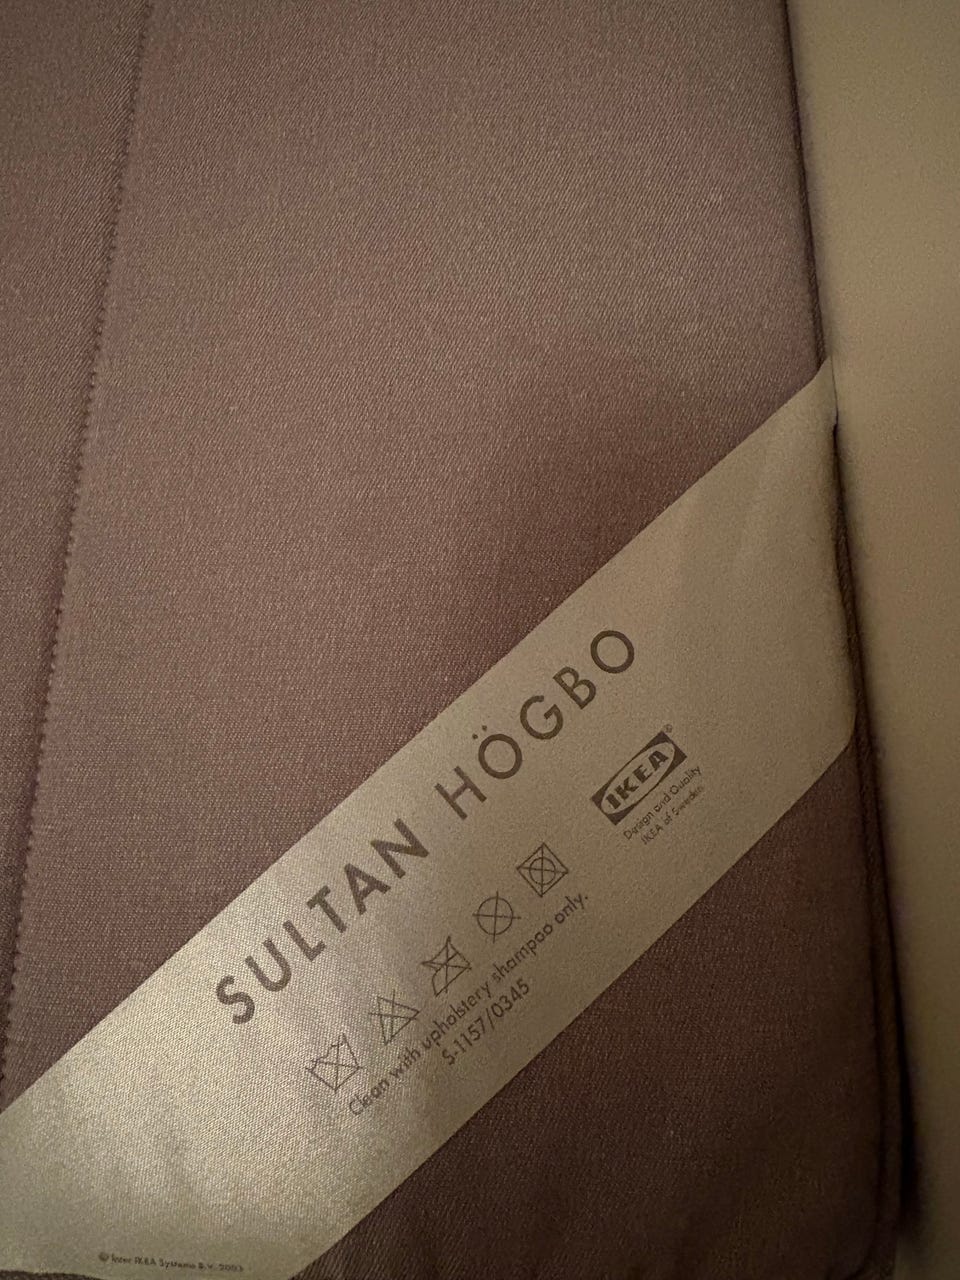 SULTAN HÖGBO
IKEA®
Design and Quality
IKEA of Sweden
Clean with upholstery shampoo only.
S-1157/0345
© Inter IKEA Systems B.V. 2003